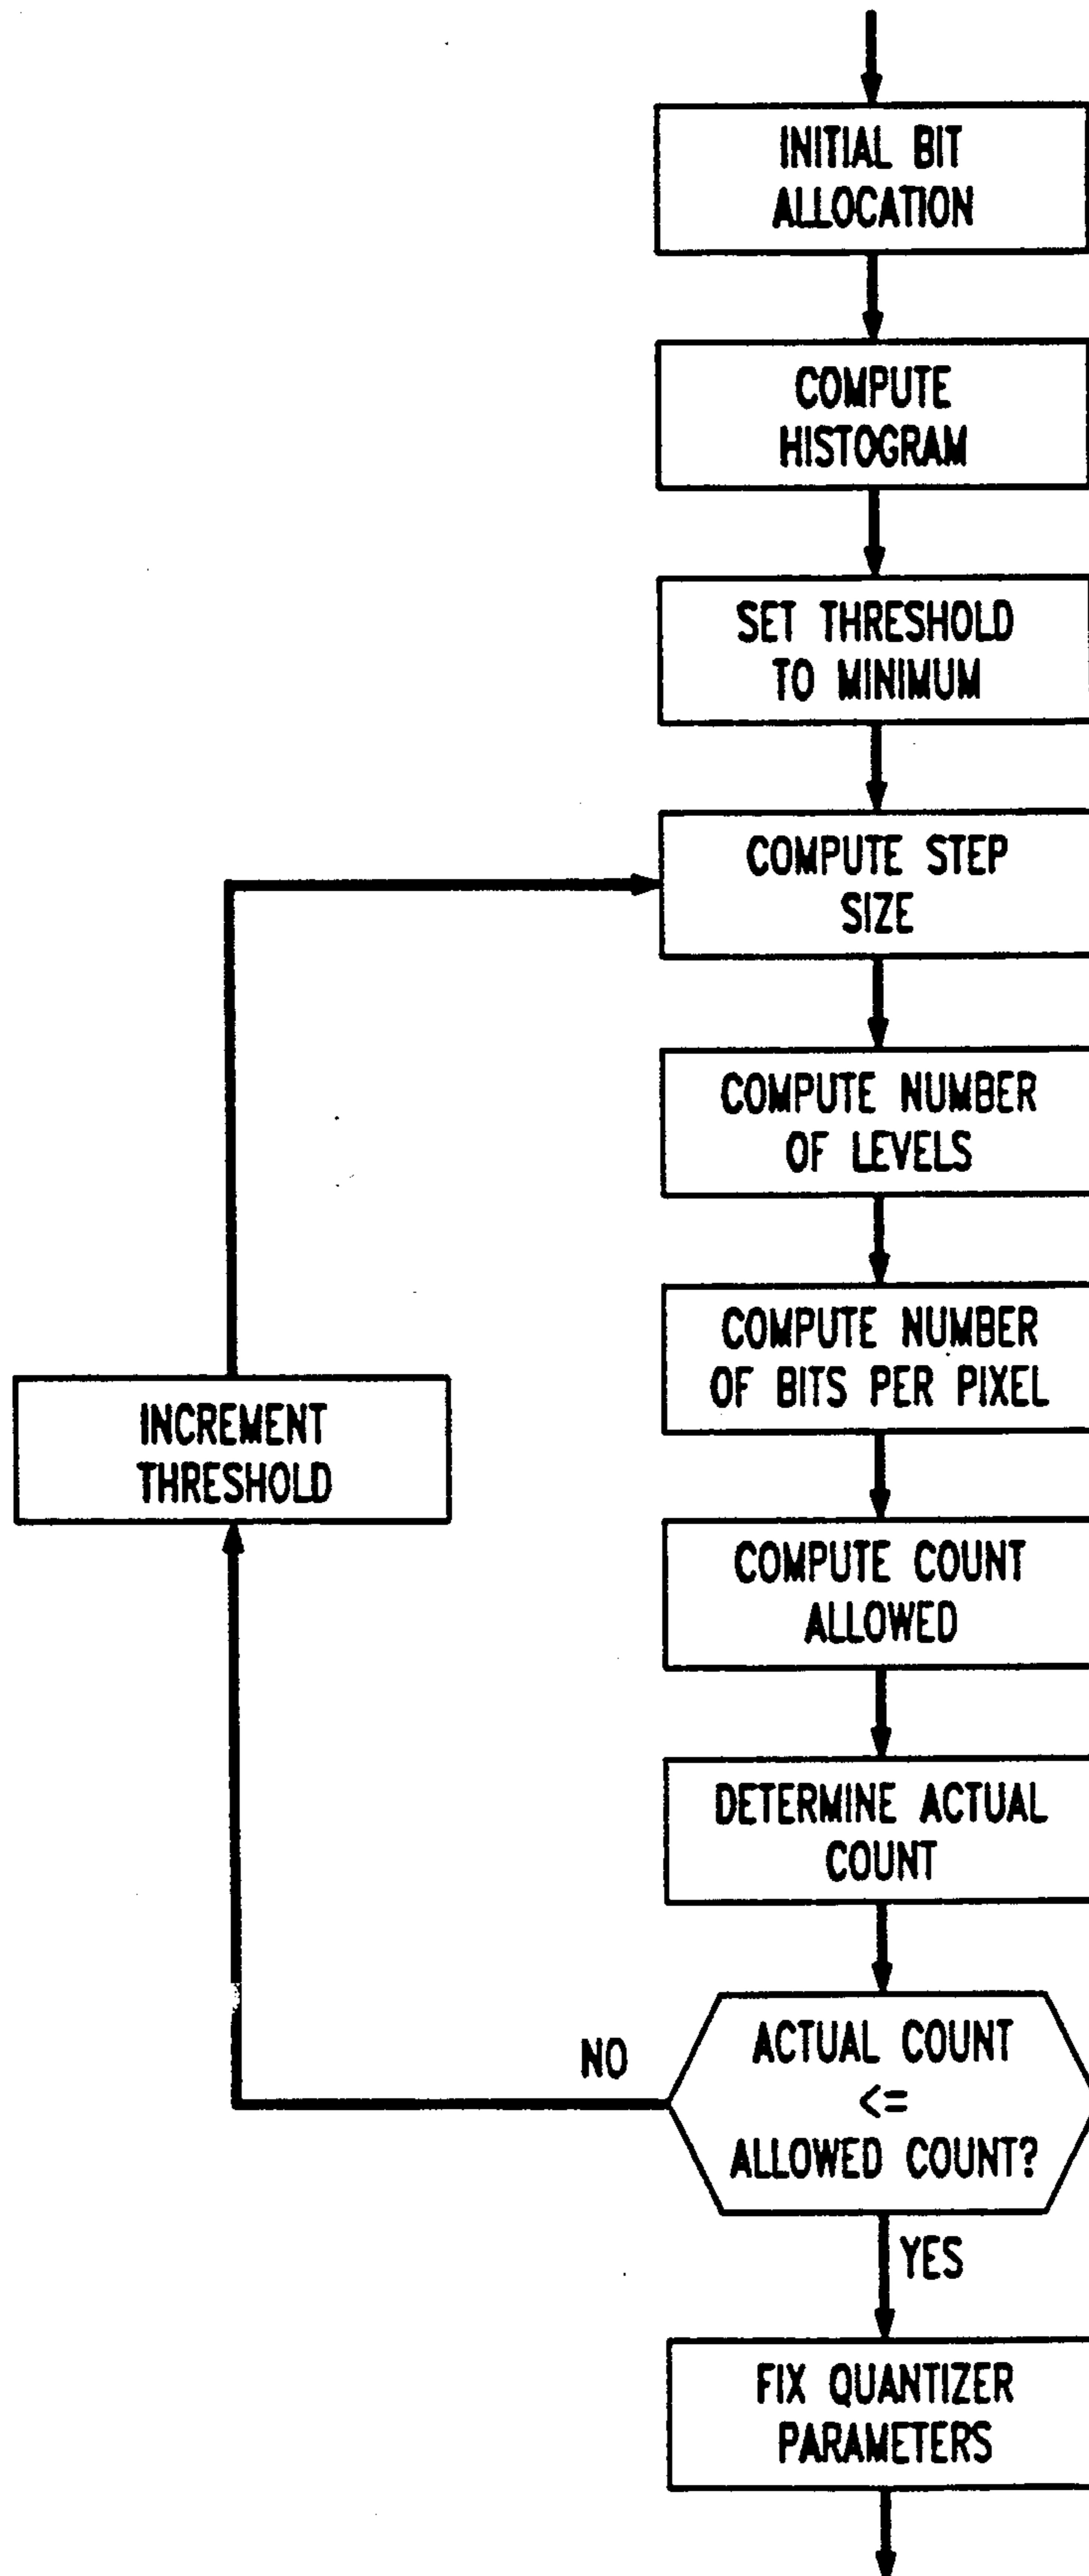 INITIAL BIT
ALLOCATION
COMPUTE
HISTOGRAM
SET THRESHOLD
TO MINIMUM
COMPUTE STEP
SIZE
COMPUTE NUMBER
OF LEVELS
COMPUTE NUMBER
OF BITS PER PIXEL
INCREMENT
THRESHOLD
COMPUTE COUNT
ALLOWED
DETERMINE ACTUAL
COUNT
NO
ACTUAL COUNT
<=
ALLOWED COUNT?
YES
FIX QUANTIZER
PARAMETERS